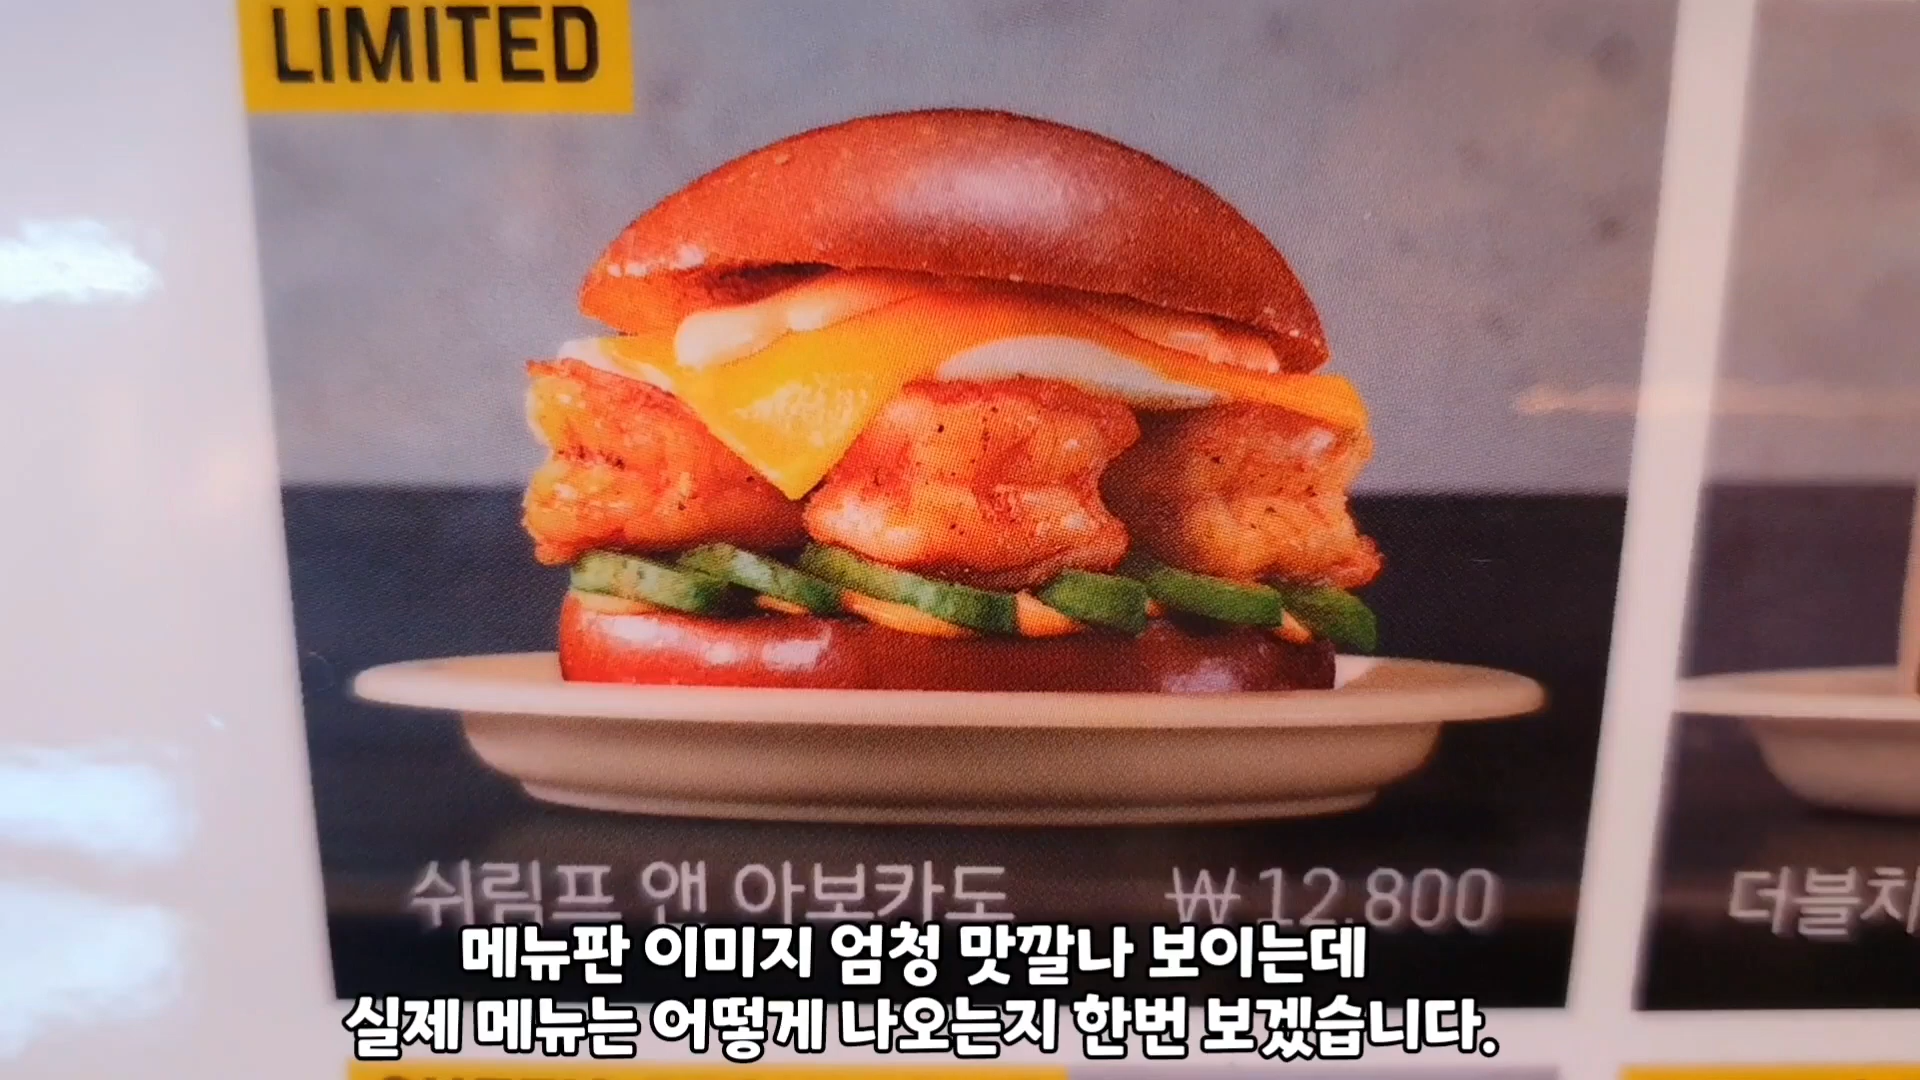 LIMITED
쉬림프 앤 아보카도 ₩12,800
더블치
메뉴판 이미지 엄청 맛깔나 보이는데
실제 메뉴는 어떻게 나오는지 한번 보겠습니다.